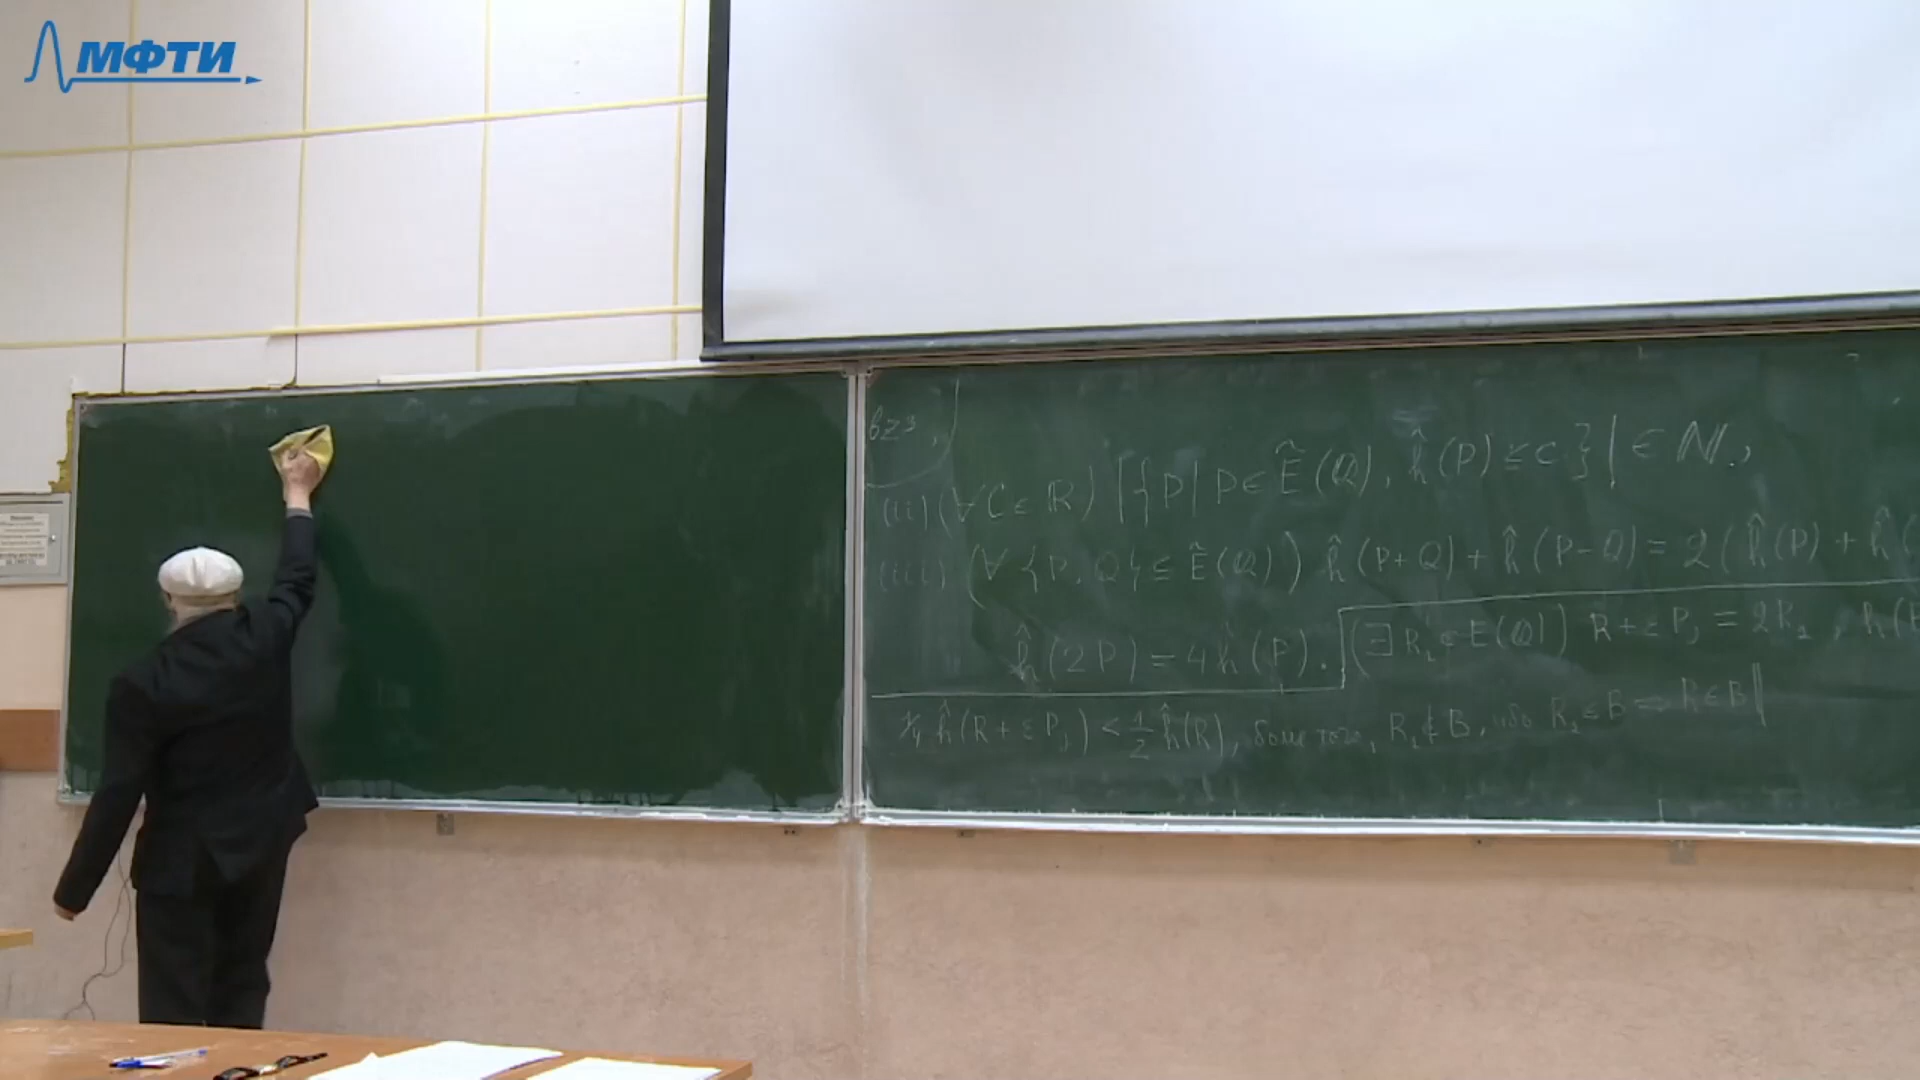 МФТИ
bz³,
(ii) (∀ C ∈ ℝ) |{P | P ∈ Ẽ(ℚ), ĥ(P) ≤ C}| ∈ ℕ.,
(iii) (∀ {P, Q} ⊆ Ẽ(ℚ)) ĥ(P+Q) + ĥ(P−Q) = 2(ĥ(P) + ĥ(
ĥ(2P) = 4ĥ(P). (∃ R₁ ∈ E(ℚ)) R + εPⱼ = 2R₁,
¼ ĥ(R + εPⱼ) < ½ ĥ(R), более того, R₁ ∉ B, ибо R₁ ∈ B ⇒ R ∈ B ‖